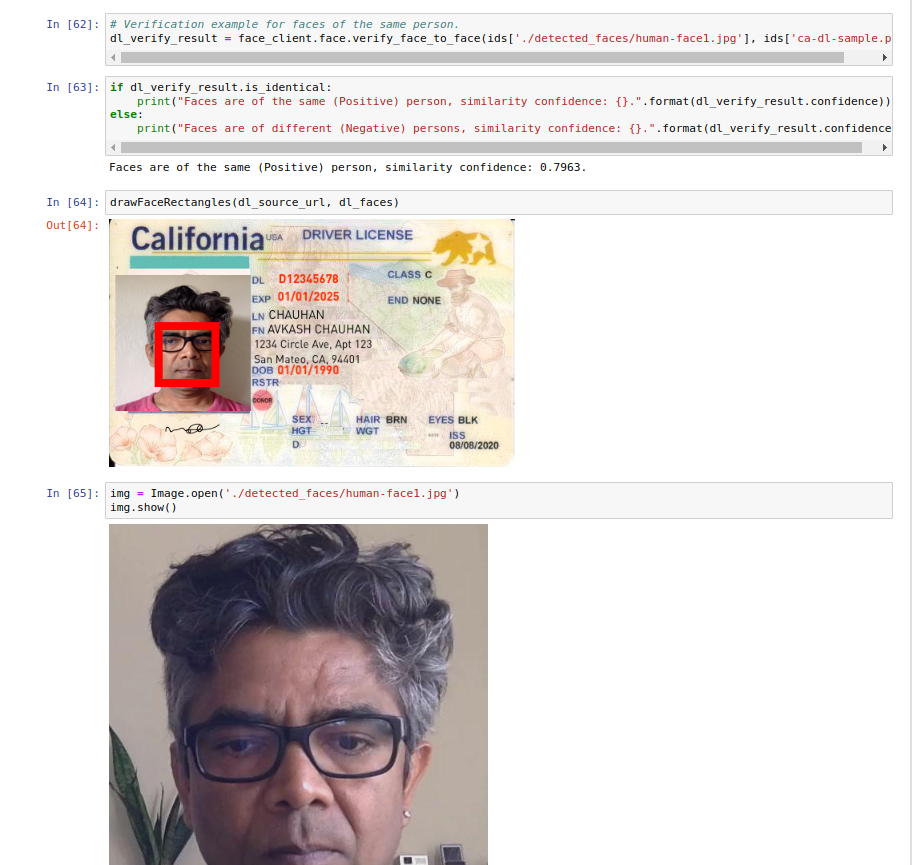 In [62]:
# Verification example for faces of the same person.
dl_verify_result = face_client.face.verify_face_to_face(ids['./detected_faces/human-face1.jpg'], ids['ca-dl-sample.p
In [63]:
if dl_verify_result.is_identical:
print("Faces are of the same (Positive) person, similarity confidence: {}.".format(dl_verify_result.confidence))
else:
print("Faces are of different (Negative) persons, similarity confidence: {}.".format(dl_verify_result.confidence
Faces are of the same (Positive) person, similarity confidence: 0.7963.
In [64]:
drawFaceRectangles(dl_source_url, dl_faces)
Out[64]:
California USA DRIVER LICENSE
DL D12345678 CLASS C
EXP 01/01/2025 END NONE
LN CHAUHAN
FN AVKASH CHAUHAN
1234 Circle Ave, Apt 123
San Mateo, CA, 94401
DOB 01/01/1990
RSTR
DONOR
SEX -- HAIR BRN EYES BLK
HGT WGT
D ISS
08/08/2020
In [65]:
img = Image.open('./detected_faces/human-face1.jpg')
img.show()